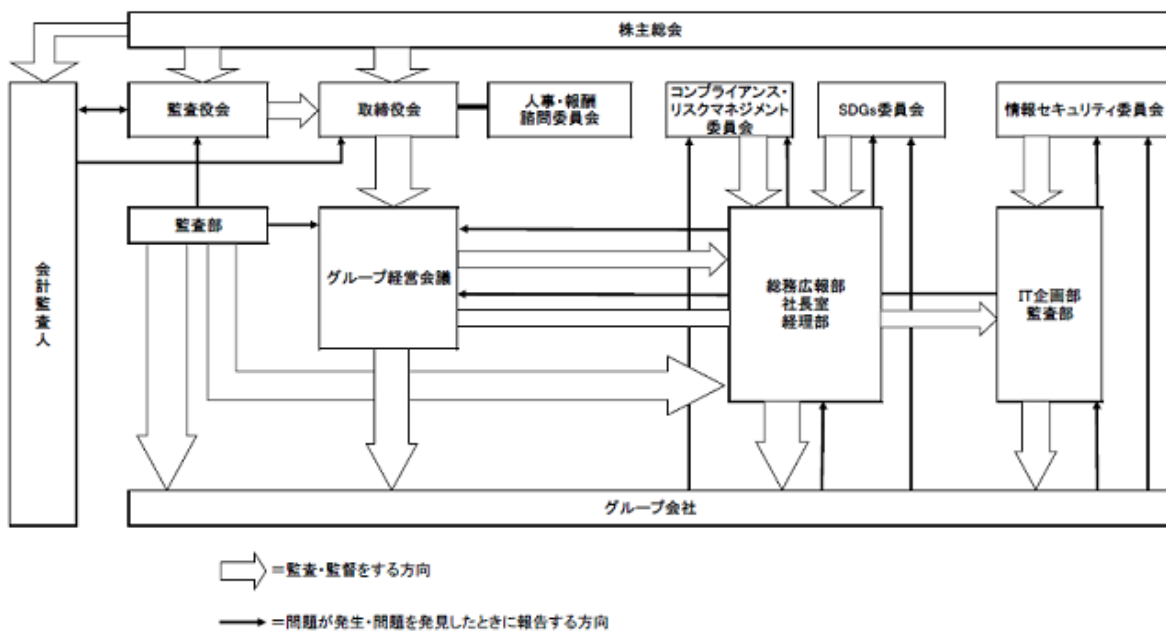 株主総会
監査役会
取締役会
人事・報酬
諮問委員会
コンプライアンス・
リスクマネジメント
委員会
SDGs委員会
情報セキュリティ委員会
監査部
会計監査人
グループ経営会議
総務広報部
社長室
経理部
IT企画部
監査部
グループ会社
=監査・監督をする方向
=問題が発生・問題を発見したときに報告する方向